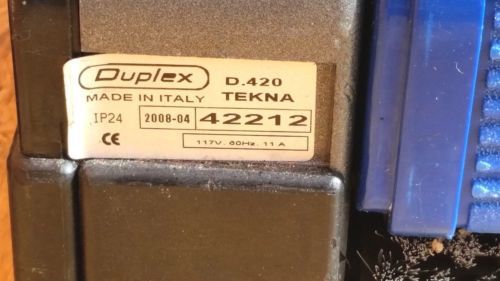 Duplex D.420
MADE IN ITALY TEKNA
IP24 2008-04 42212
CE 117V. 60Hz. 11 A